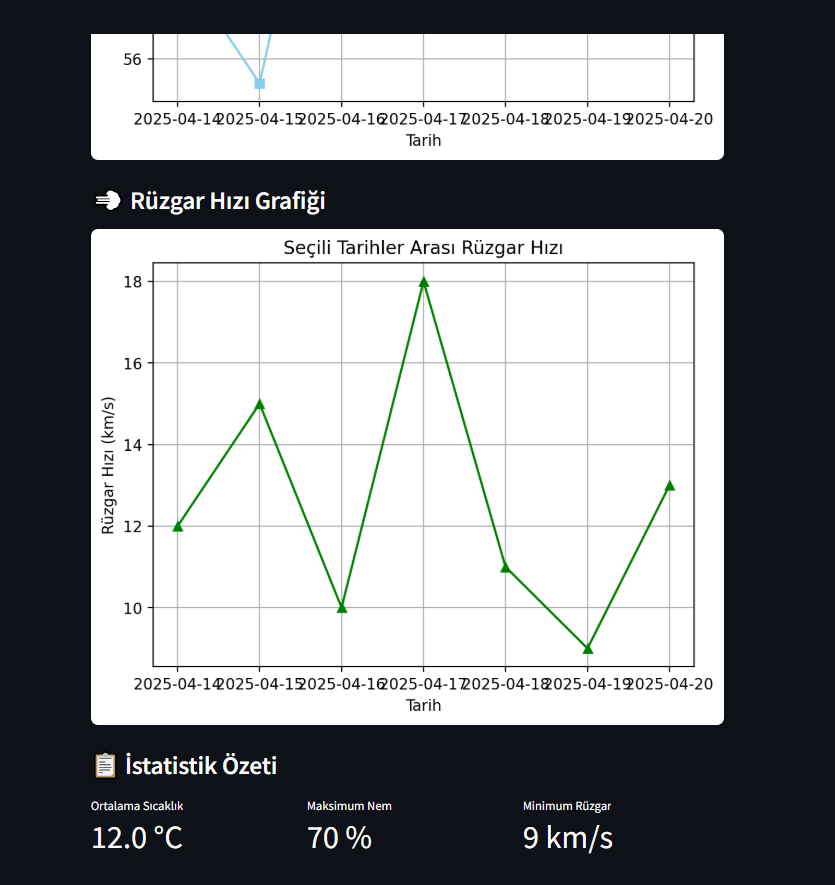 56
2025-04-14 2025-04-15 2025-04-16 2025-04-17 2025-04-18 2025-04-19 2025-04-20
Tarih
Rüzgar Hızı Grafiği
Seçili Tarihler Arası Rüzgar Hızı
18
16
14
12
10
Rüzgar Hızı (km/s)
2025-04-14 2025-04-15 2025-04-16 2025-04-17 2025-04-18 2025-04-19 2025-04-20
Tarih
İstatistik Özeti
Ortalama Sıcaklık Maksimum Nem Minimum Rüzgar
12.0 °C 70 % 9 km/s